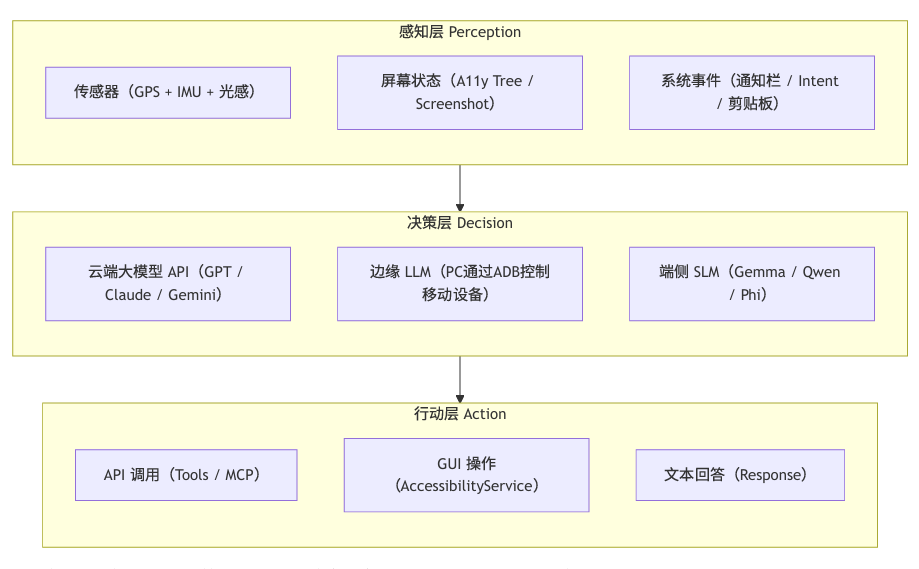 感知层 Perception
传感器（GPS + IMU + 光感）
屏幕状态（A11y Tree /
Screenshot）
系统事件（通知栏 / Intent
/ 剪贴板）
决策层 Decision
云端大模型 API（GPT /
Claude / Gemini）
边缘 LLM（PC通过ADB控制
移动设备）
端侧 SLM（Gemma / Qwen
/ Phi）
行动层 Action
API 调用（Tools / MCP）
GUI 操作
（AccessibilityService）
文本回答（Response）